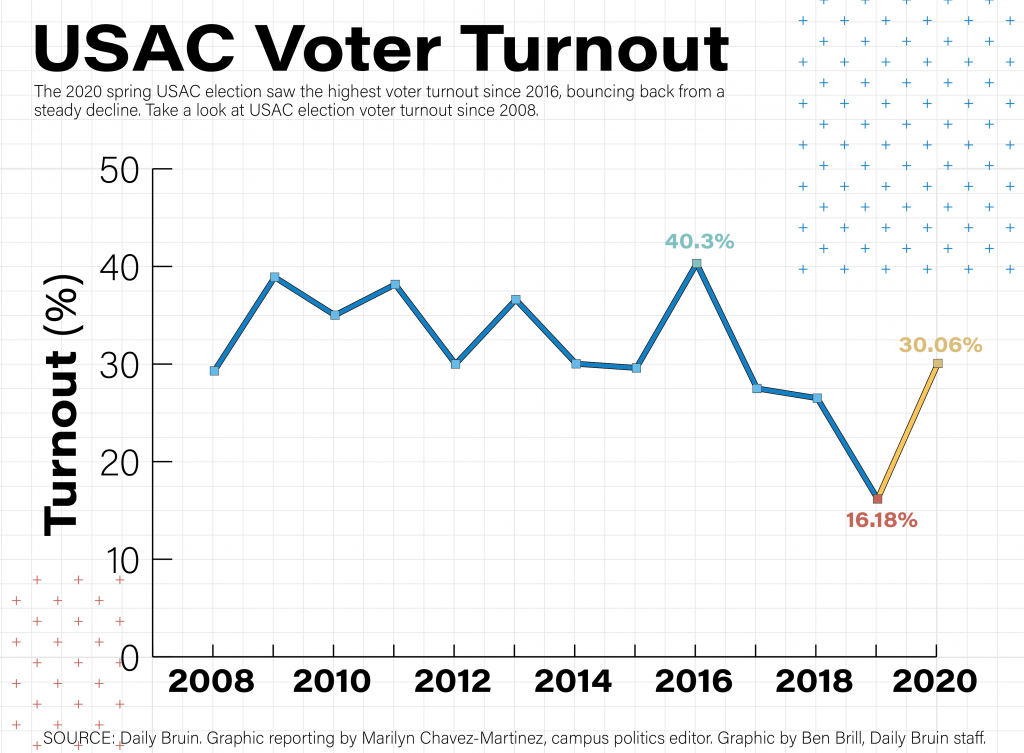 USAC Voter Turnout
The 2020 spring USAC election saw the highest voter turnout since 2016, bouncing back from a
steady decline. Take a look at USAC election voter turnout since 2008.
50
40
30
20
10
0
Turnout (%)
40.3%
30.06%
16.18%
2008 2010 2012 2014 2016 2018 2020
SOURCE: Daily Bruin. Graphic reporting by Marilyn Chavez-Martinez, campus politics editor. Graphic by Ben Brill, Daily Bruin staff.